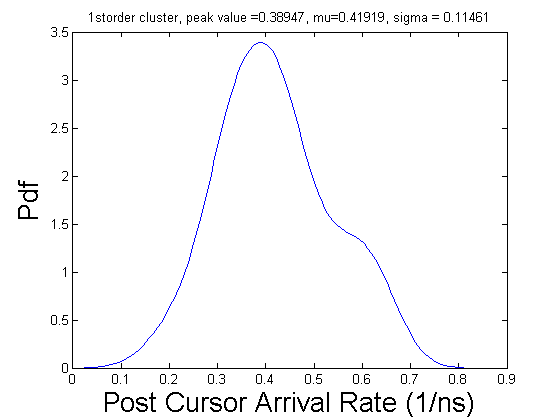 1storder cluster, peak value =0.38947, mu=0.41919, sigma = 0.11461
3.5
3
2.5
2
1.5
1
0.5
0
Pdf
0 0.1 0.2 0.3 0.4 0.5 0.6 0.7 0.8 0.9
Post Cursor Arrival Rate (1/ns)